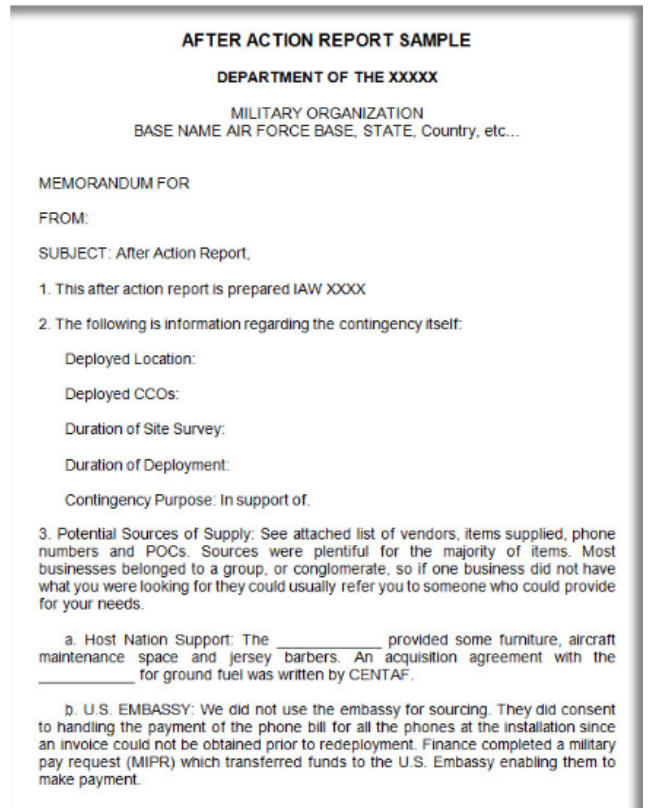 AFTER ACTION REPORT SAMPLE
DEPARTMENT OF THE XXXXX
MILITARY ORGANIZATION
BASE NAME AIR FORCE BASE, STATE, Country, etc...
MEMORANDUM FOR
FROM:
SUBJECT: After Action Report,
1. This after action report is prepared IAW XXXX
2. The following is information regarding the contingency itself:
Deployed Location:
Deployed CCOs:
Duration of Site Survey:
Duration of Deployment:
Contingency Purpose: In support of.
3. Potential Sources of Supply: See attached list of vendors, items supplied, phone
numbers and POCs. Sources were plentiful for the majority of items. Most
businesses belonged to a group, or conglomerate, so if one business did not have
what you were looking for they could usually refer you to someone who could provide
for your needs.
a. Host Nation Support: The _____________ provided some furniture, aircraft
maintenance space and jersey barbers. An acquisition agreement with the
____________ for ground fuel was written by CENTAF.
b. U.S. EMBASSY: We did not use the embassy for sourcing. They did consent
to handling the payment of the phone bill for all the phones at the installation since
an invoice could not be obtained prior to redeployment. Finance completed a military
pay request (MIPR) which transferred funds to the U.S. Embassy enabling them to
make payment.